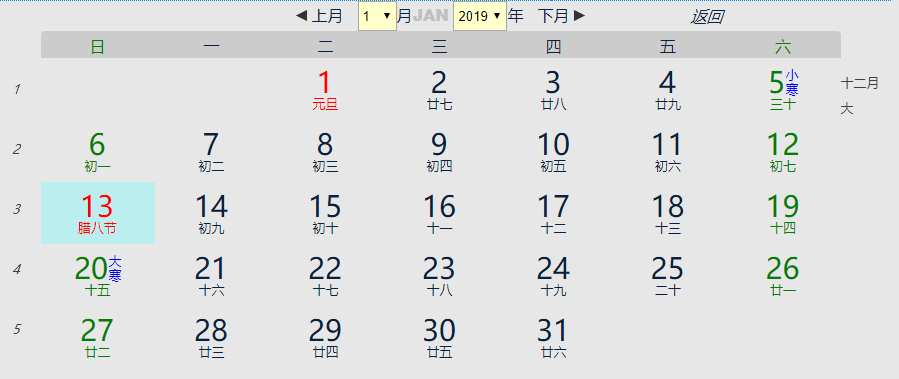 ◀ 上月 1 月 JAN 2019 年 下月 ▶ 返回
日 一 二 三 四 五 六
1 1 2 3 4 5 小寒 十二月
元旦 廿七 廿八 廿九 三十 大
2 6 7 8 9 10 11 12
初一 初二 初三 初四 初五 初六 初七
3 13 14 15 16 17 18 19
腊八节 初九 初十 十一 十二 十三 十四
4 20 大寒 21 22 23 24 25 26
十五 十六 十七 十八 十九 二十 廿一
5 27 28 29 30 31
廿二 廿三 廿四 廿五 廿六